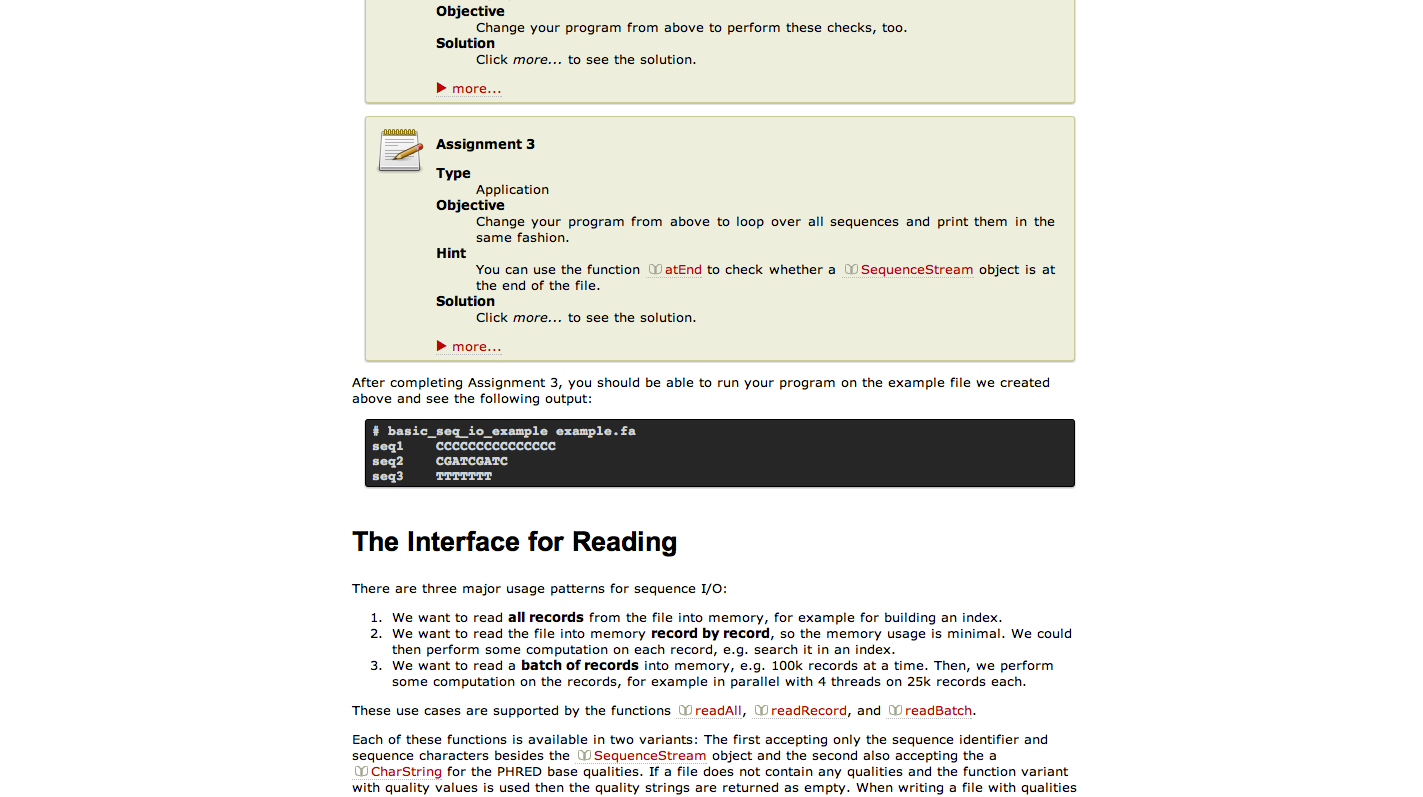 Objective
Change your program from above to perform these checks, too.
Solution
Click more... to see the solution.
more...
Assignment 3
Type
Application
Objective
Change your program from above to loop over all sequences and print them in the
same fashion.
Hint
You can use the function atEnd to check whether a SequenceStream object is at
the end of the file.
Solution
Click more... to see the solution.
more...
After completing Assignment 3, you should be able to run your program on the example file we created
above and see the following output:
# basic_seq_io_example example.fa
seq1 CCCCCCCCCCCCCCC
seq2 CGATCGATC
seq3 TTTTTTT
The Interface for Reading
There are three major usage patterns for sequence I/O:
1. We want to read all records from the file into memory, for example for building an index.
2. We want to read the file into memory record by record, so the memory usage is minimal. We could
then perform some computation on each record, e.g. search it in an index.
3. We want to read a batch of records into memory, e.g. 100k records at a time. Then, we perform
some computation on the records, for example in parallel with 4 threads on 25k records each.
These use cases are supported by the functions readAll, readRecord, and readBatch.
Each of these functions is available in two variants: The first accepting only the sequence identifier and
sequence characters besides the SequenceStream object and the second also accepting the a
CharString for the PHRED base qualities. If a file does not contain any qualities and the function variant
with quality values is used then the quality strings are returned as empty. When writing a file with qualities